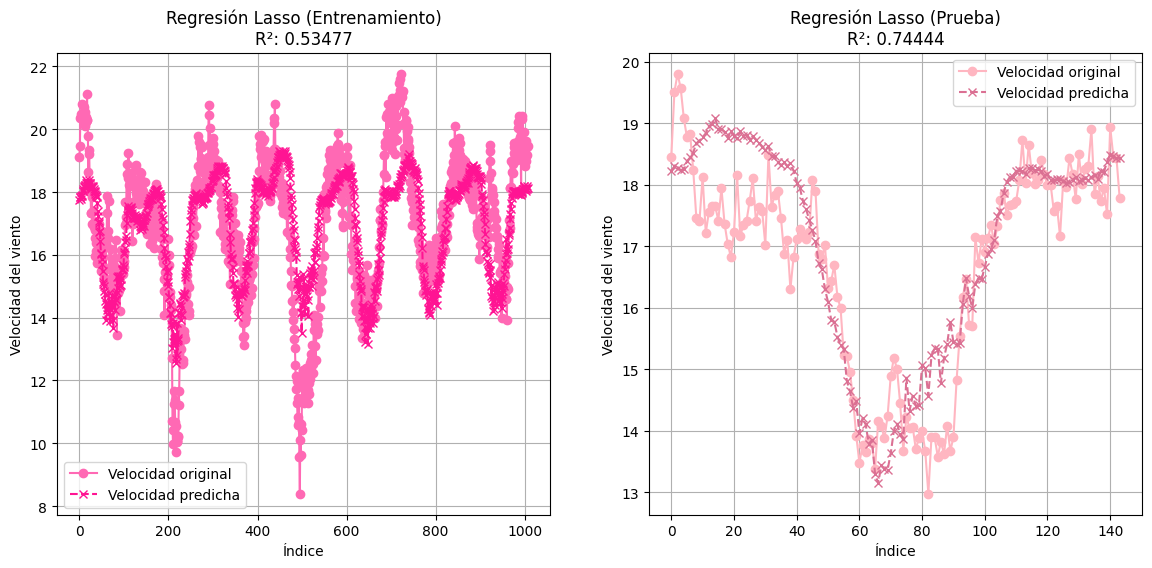 Regresión Lasso (Entrenamiento)
R²: 0.53477
Velocidad del viento
22
20
18
16
14
12
10
8
Velocidad original
Velocidad predicha
0
200
400
600
800
1000
Índice
Regresión Lasso (Prueba)
R²: 0.74444
Velocidad del viento
20
19
18
17
16
15
14
13
Velocidad original
Velocidad predicha
0
20
40
60
80
100
120
140
Índice